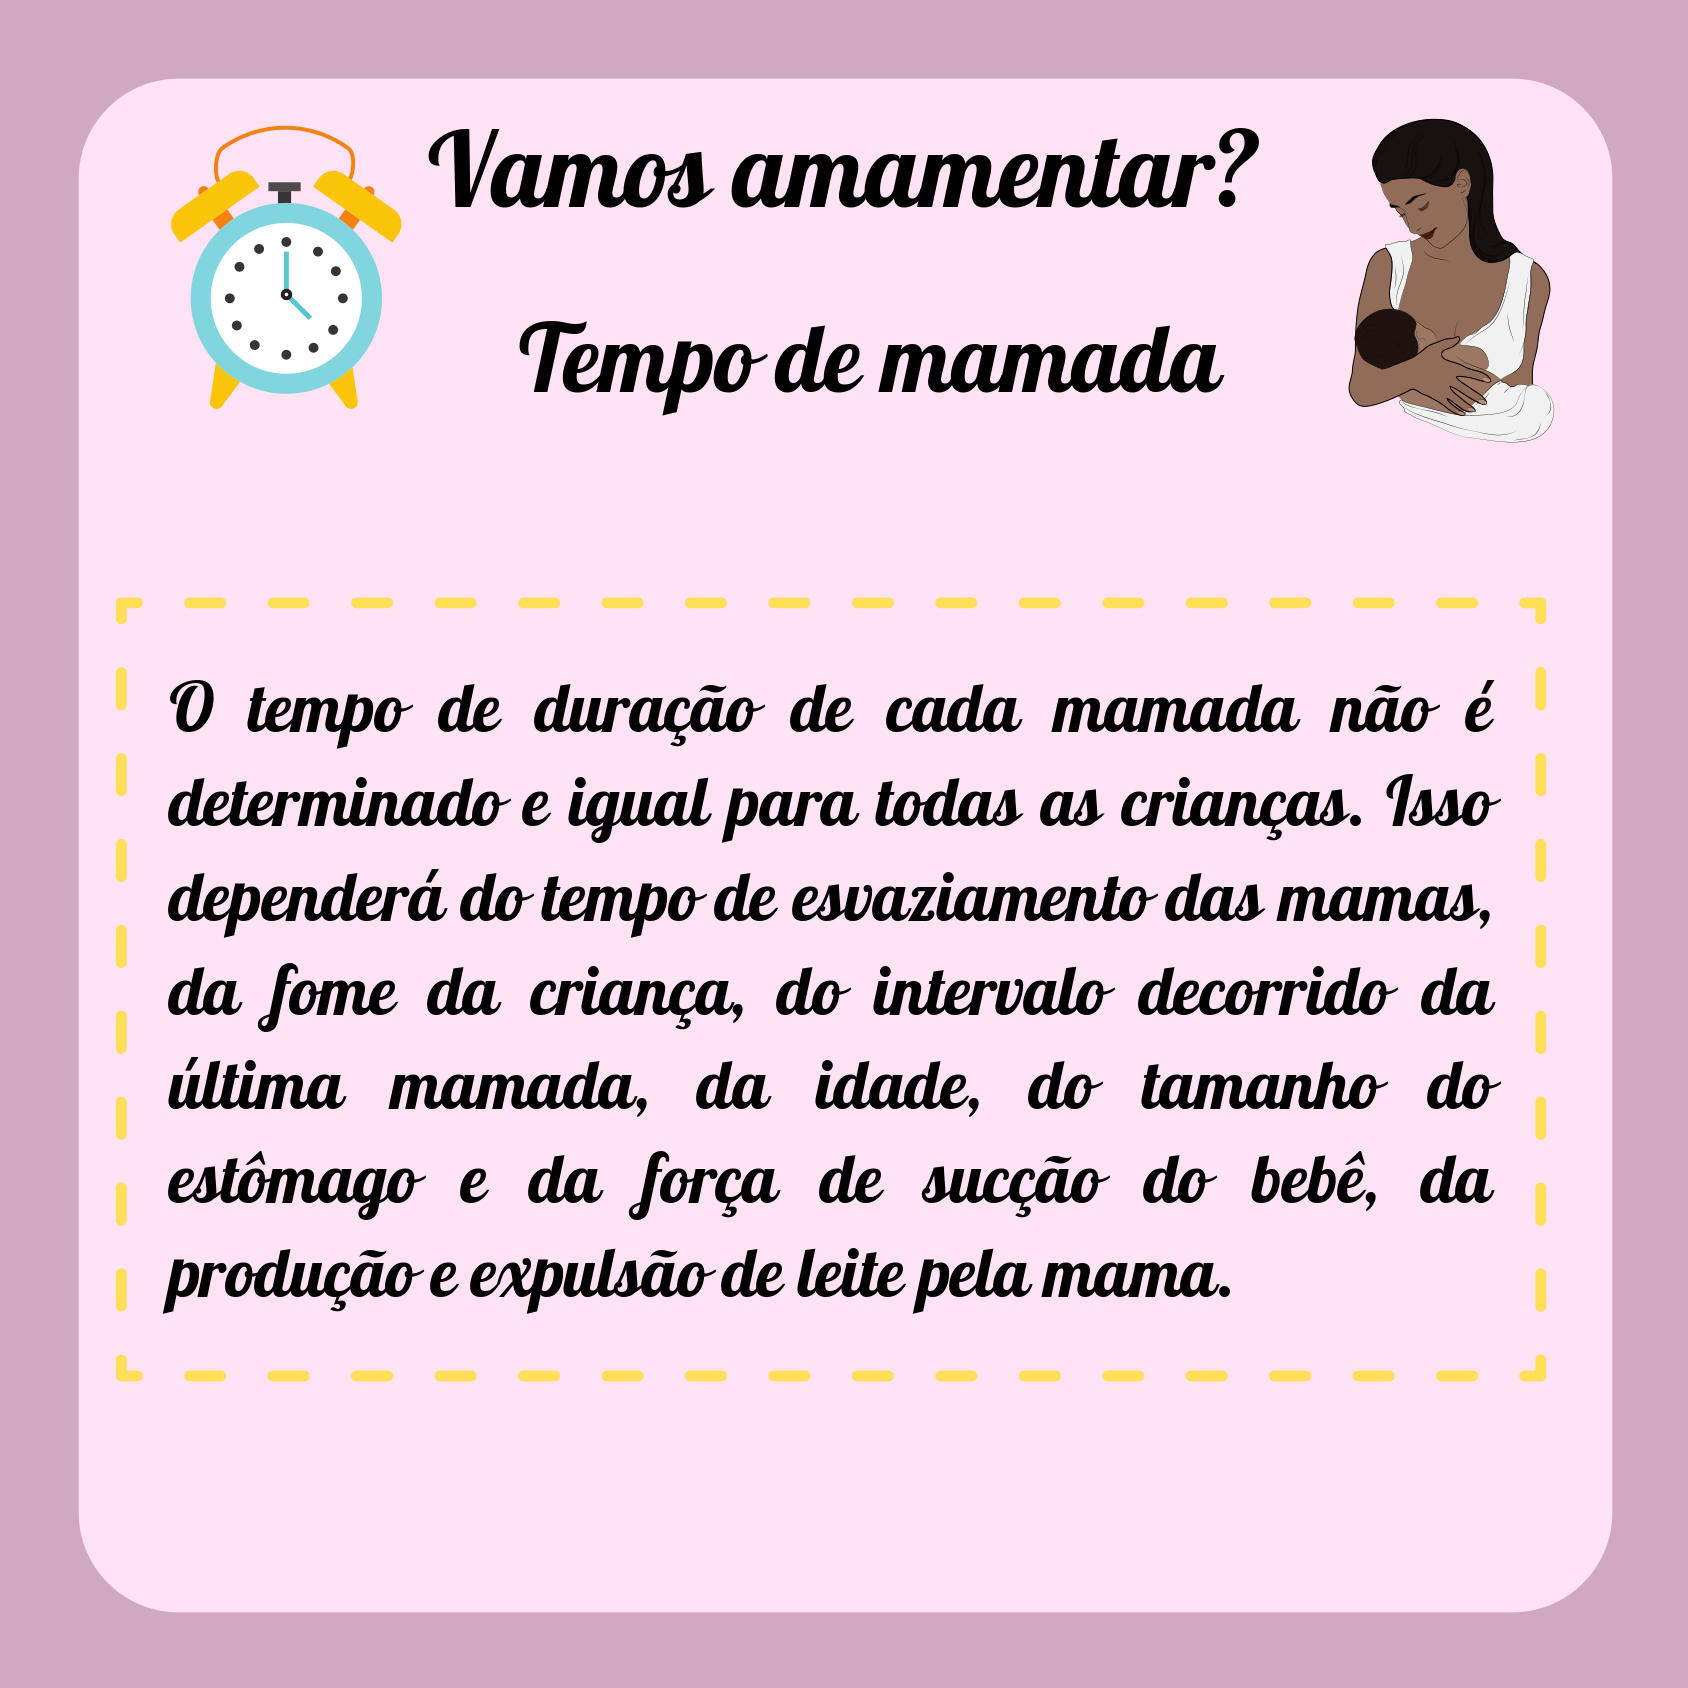 Vamos amamentar?
Tempo de mamada
O tempo de duração de cada mamada não é
determinado e igual para todas as crianças. Isso
dependerá do tempo de esvaziamento das mamas,
da fome da criança, do intervalo decorrido da
última mamada, da idade, do tamanho do
estômago e da força de sucção do bebê, da
produção e expulsão de leite pela mama.